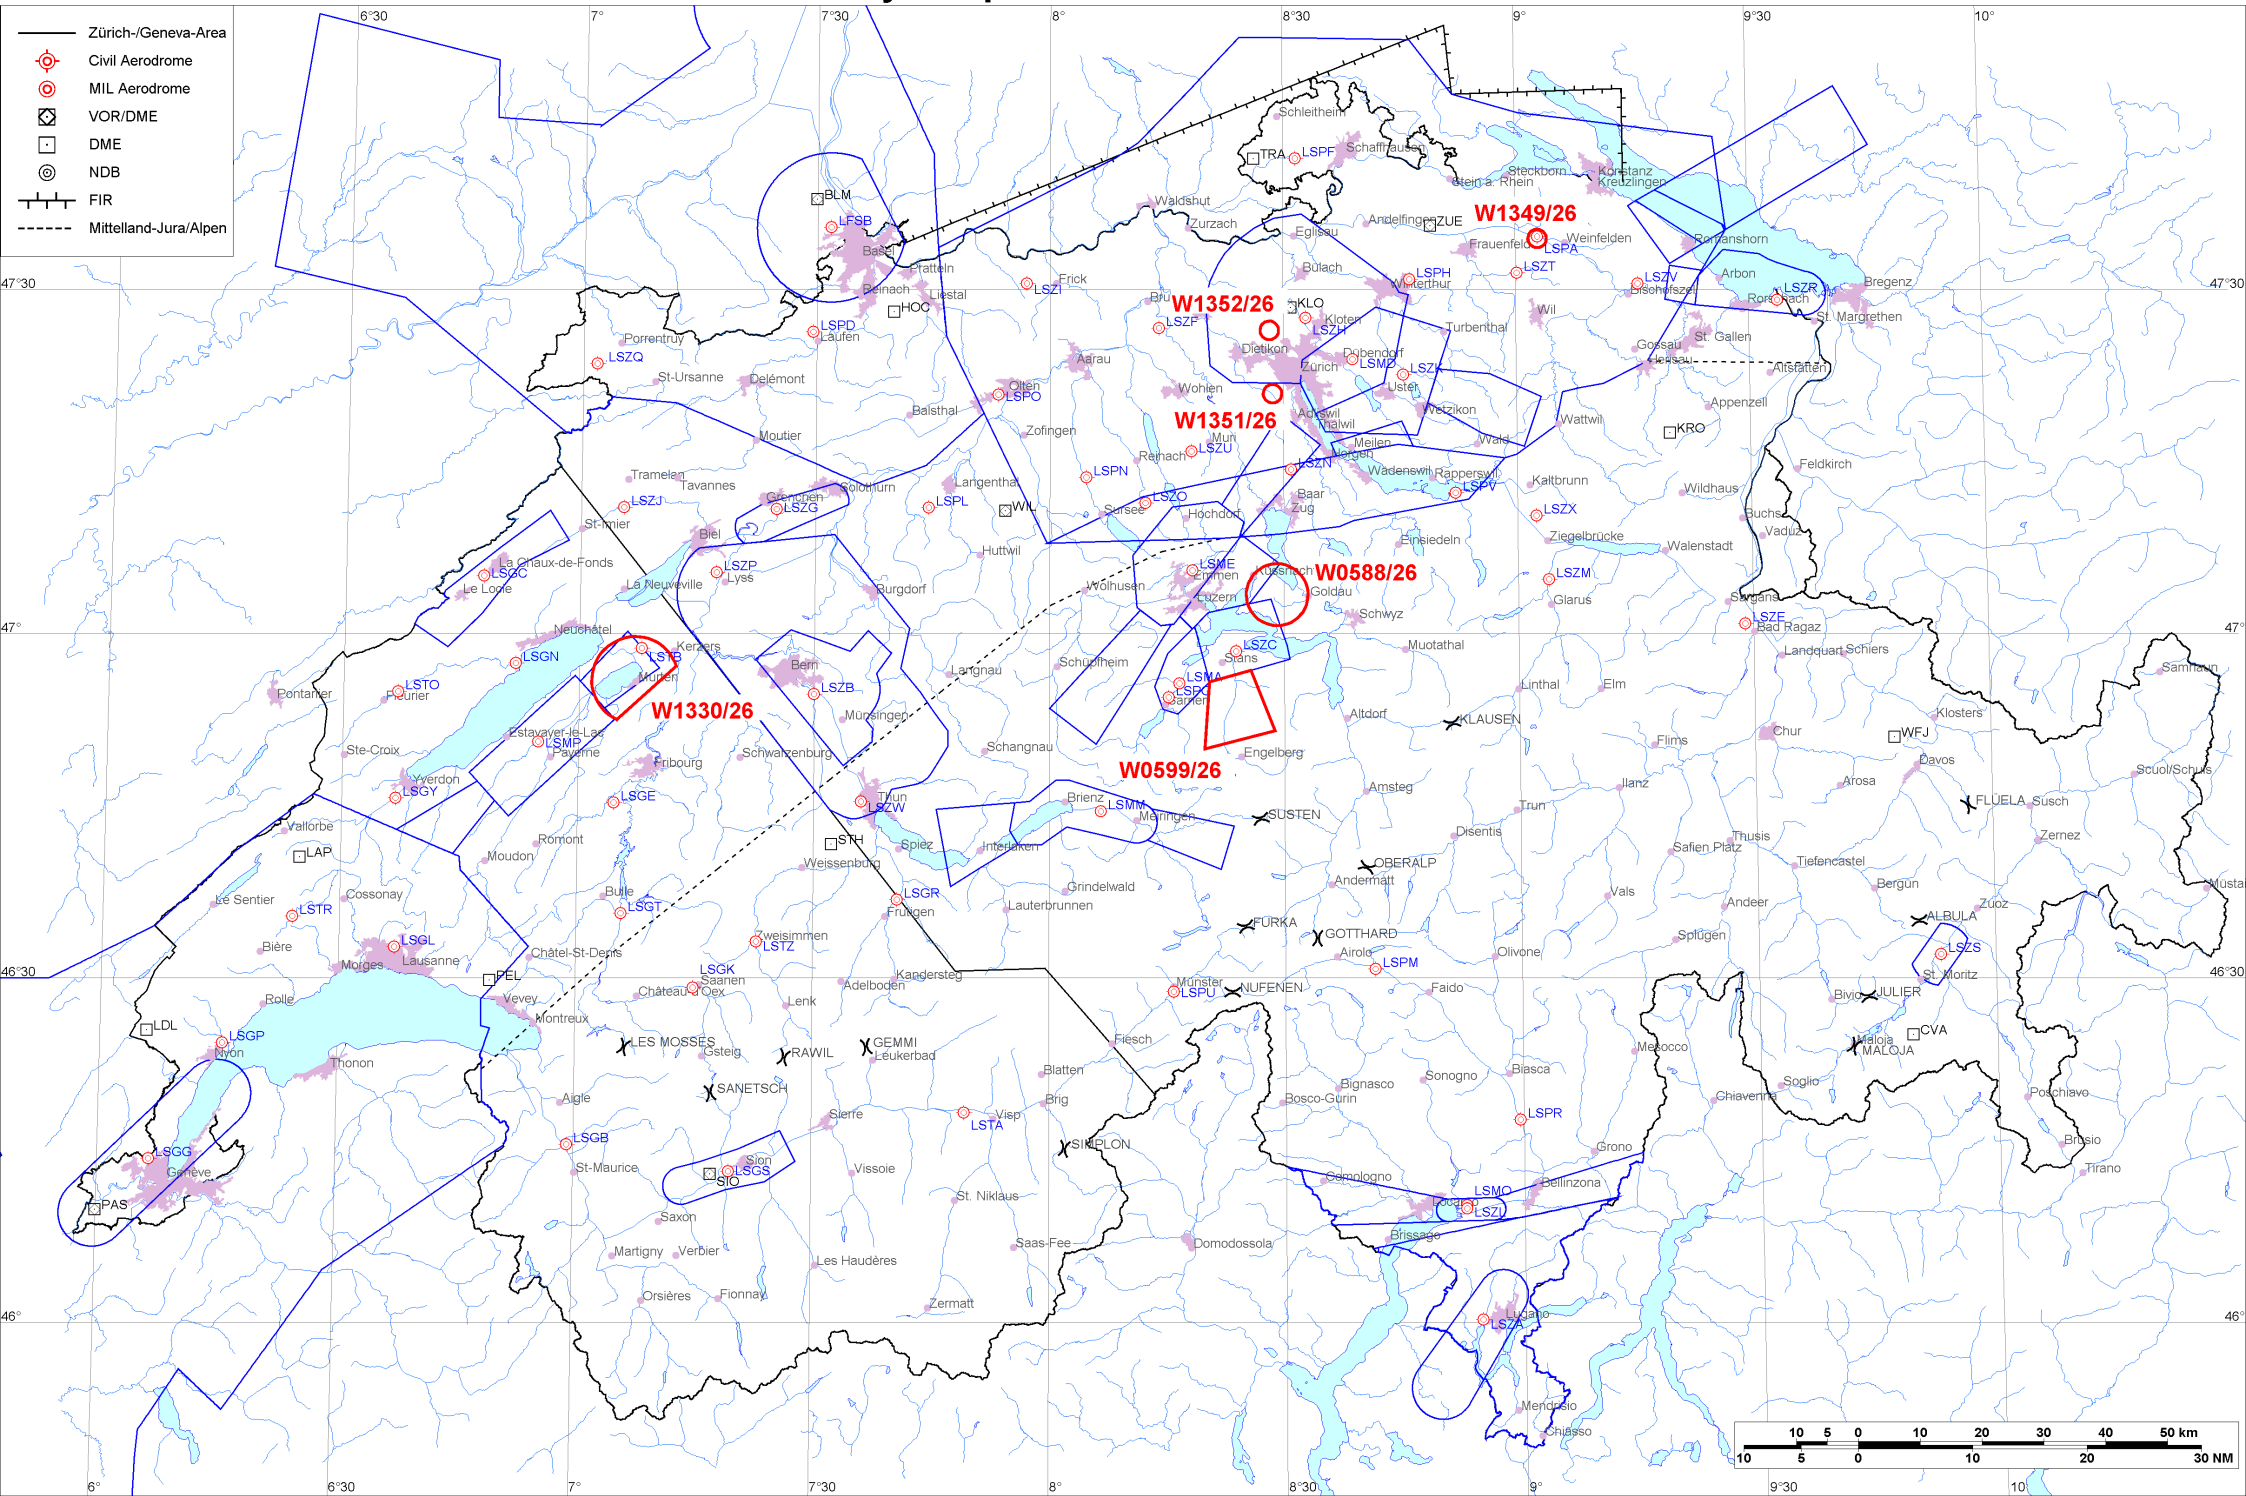 6°30
7°
7°30
8°
8°30
9°
9°30
10°
Zürich-/Geneva-Area
Civil Aerodrome
MIL Aerodrome
VOR/DME
DME
NDB
FIR
Mittelland-Jura/Alpen
Schleitheim
TRA
LSPF
Schaffhausen
Steckborn
Stein a. Rhein
Konstanz
Kreuzlingen
BLM
LFSB
Basel
Waldshut
Zurzach
Eglisau
Andelfingen
ZUE
W1349/26
LSPA
Weinfelden
Frauenfeld
Romanshorn
Pratteln
Reinach
Liestal
HOC
Frick
LSZI
Bülach
LSPH
Winterthur
LSZT
LSZV
Bischofszell
Arbon
LSZR
Rorschach
Bregenz
47°30
47°30
W1352/26
KLO
Kloten
LSZH
LSZF
Wil
Turbenthal
St. Margrethen
St. Gallen
LSPD
Laufen
Porrentruy
LSZQ
Dietikon
Zürich
LSMD
LSZK
Uster
Gossau
Herisau
Altstätten
St-Ursanne
Delémont
Aarau
Olten
LSPO
Wohlen
Balsthal
W1351/26
Adliswil
Thalwil
Wetzikon
Wattwil
Appenzell
KRO
Moutier
Zofingen
Muri
LSZU
Meilen
Horgen
Wald
Reinach
LSZN
Wädenswil
Rapperswil
LSPV
Kaltbrunn
Feldkirch
Wildhaus
Tramelan
Tavannes
LSPN
Langenthal
Solothurn
Grenchen
LSZG
LSZJ
LSPL
WIL
LSZO
Sursee
Hochdorf
Baar
Zug
LSZX
Buchs
Vaduz
St-Imier
Biel
Huttwil
Einsiedeln
Ziegelbrücke
Walenstadt
La Chaux-de-Fonds
LSGC
Le Locle
La Neuveville
LSZP
Lyss
Burgdorf
Wolhusen
LSME
Emmen
Luzern
Küssnacht
W0588/26
Goldau
Schwyz
LSZM
Glarus
Sargans
LSZE
Bad Ragaz
47°
47°
Neuchâtel
LSGN
Kerzers
LSTB
Murten
Bern
LSZB
Langnau
Schüpfheim
LSZC
Stans
Muotathal
Landquart
Schiers
Samnaun
Pontarlier
LSTO
Fleurier
W1330/26
Münsingen
LSMA
LSPG
Sarnen
Altdorf
KLAUSEN
Linthal
Elm
Klosters
Estavayer-le-Lac
LSMP
Payerne
Ste-Croix
Fribourg
Schwarzenburg
Schangnau
Engelberg
W0599/26
Flims
Chur
WFJ
Davos
Scuol/Schuls
Yverdon
LSGY
LSGE
Thun
LSZW
Brienz
LSMM
Meiringen
Amsteg
SUSTEN
Trun
Ilanz
Arosa
FLÜELA
Susch
Vallorbe
LAP
Romont
Moudon
STH
Spiez
Weissenburg
Interlaken
Disentis
Safien Platz
Thusis
Tiefencastel
Zernez
Grindelwald
Lauterbrunnen
OBERALP
Andermatt
Vals
Andeer
Bergün
Müstair
Le Sentier
Cossonay
LSTR
Bulle
LSGT
LSGR
Frutigen
FURKA
GOTTHARD
Airolo
Olivone
Splügen
ALBULA
Zuoz
LSZS
St. Moritz
Bière
LSGL
Lausanne
Morges
Châtel-St-Denis
Zweisimmen
LSTZ
LSGK
Saanen
Château-d'Oex
Kandersteg
Adelboden
LSPM
46°30
46°30
Rolle
PEL
Vevey
Montreux
Lenk
Münster
LSPU
NUFENEN
Faido
Bivio
JULIER
LDL
LSGP
Nyon
Thonon
LES MOSSES
Gsteig
RAWIL
GEMMI
Leukerbad
Fiesch
Mesocco
Maloja
MALOJA
CVA
Aigle
SANETSCH
Blatten
Brig
Bignasco
Sonogno
Biasca
Bosco-Gurin
Soglio
Chiavenna
Poschiavo
LSGG
Genève
LSGB
St-Maurice
Sierre
LSTA
Visp
SIMPLON
LSPR
Grono
Brusio
Tirano
PAS
Sion
LSGS
SIO
Vissoie
St. Niklaus
Comologno
LSMO
Locarno
LSZL
Bellinzona
Saxon
Martigny
Verbier
Les Haudères
Saas-Fee
Domodossola
Brissago
Orsières
Fionnay
Zermatt
46°
46°
Lugano
LSZA
Mendrisio
Chiasso
10 5 0 10 20 30 40 50 km
10 5 0 10 20 30 NM
6°
6°30
7°
7°30
8°
8°30
9°
9°30
10°